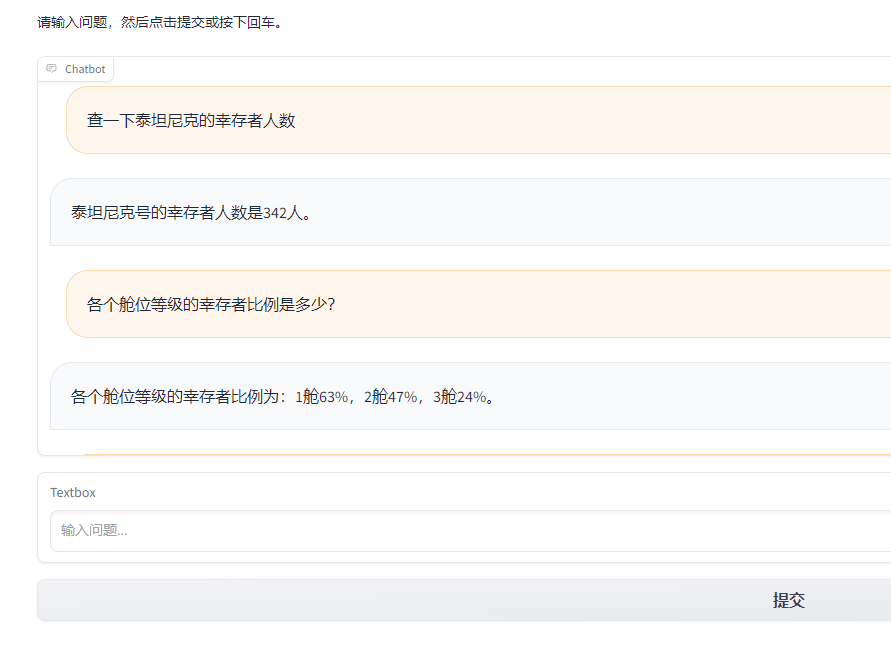 请输入问题，然后点击提交或按下回车。
Chatbot
查一下泰坦尼克的幸存者人数
泰坦尼克号的幸存者人数是342人。
各个舱位等级的幸存者比例是多少？
各个舱位等级的幸存者比例为：1舱63%，2舱47%，3舱24%。
Textbox
输入问题...
提交